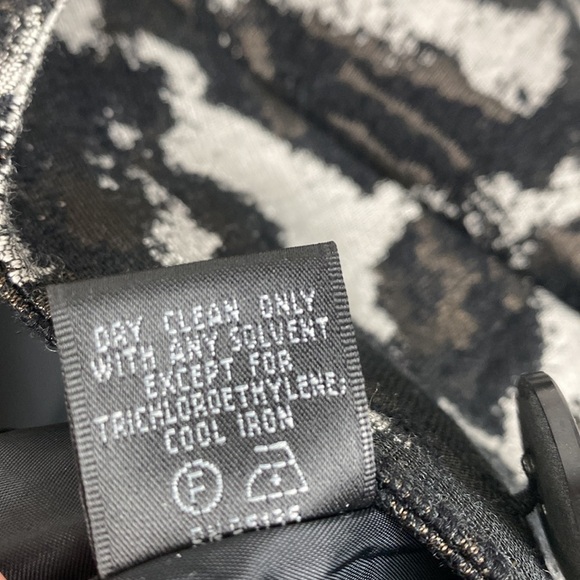 DRY CLEAN ONLY
WITH ANY SOLVENT
EXCEPT FOR
TRICHLOROETHYLENE;
COOL IRON
F